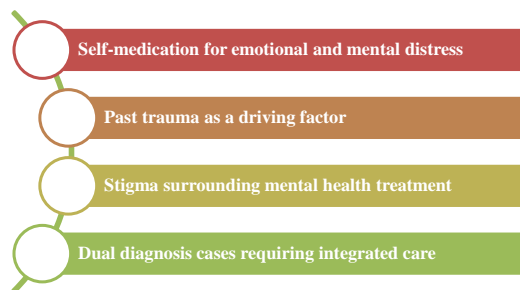 Self-medication for emotional and mental distress
Past trauma as a driving factor
Stigma surrounding mental health treatment
Dual diagnosis cases requiring integrated care